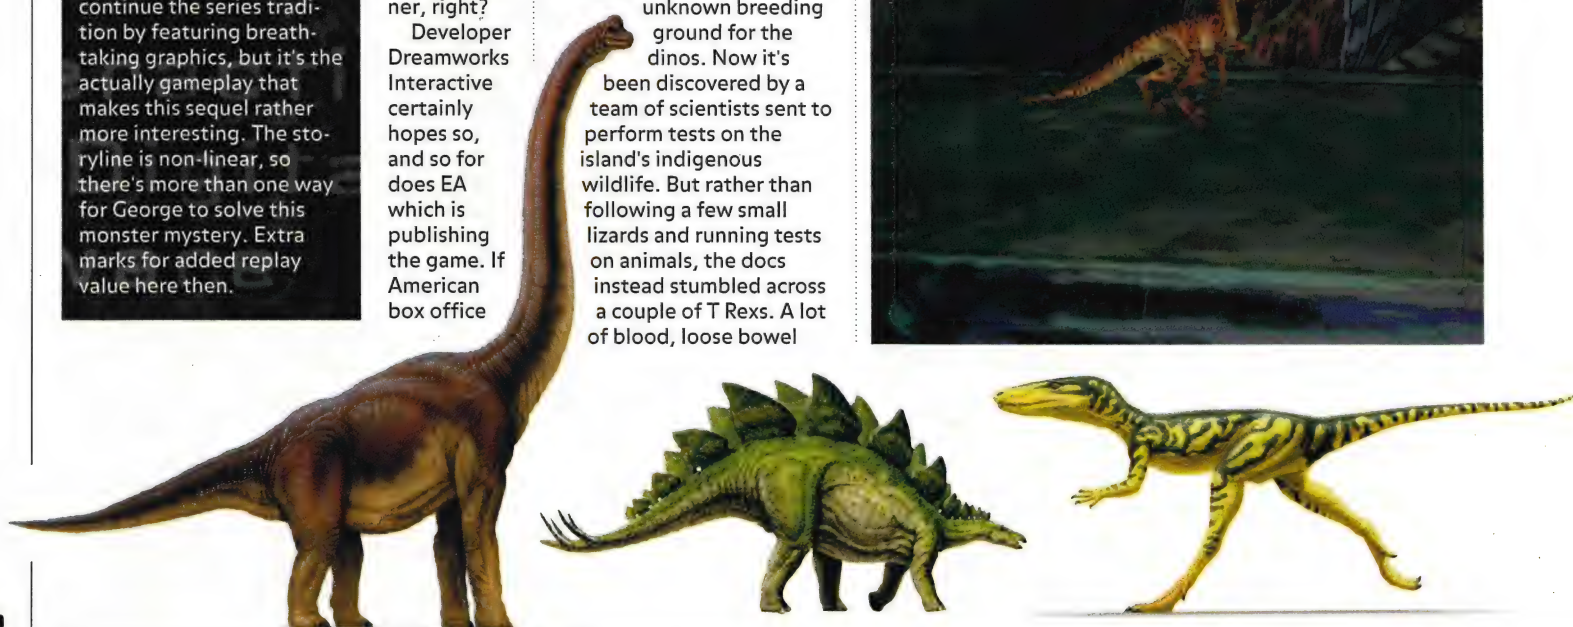 continue the series tradi-
tion by featuring breath-
taking graphics, but it's the
actually gameplay that
makes this sequel rather
more interesting. The sto-
ryline is non-linear, so
there's more than one way
for George to solve this
monster mystery. Extra
marks for added replay
value here then.
ner, right?
Developer
Dreamworks
Interactive
certainly
hopes so,
and so for
does EA
which is
publishing
the game. If
American
box office
unknown breeding
ground for the
dinos. Now it's
been discovered by a
team of scientists sent to
perform tests on the
island's indigenous
wildlife. But rather than
following a few small
lizards and running tests
on animals, the docs
instead stumbled across
a couple of T Rexs. A lot
of blood, loose bowel